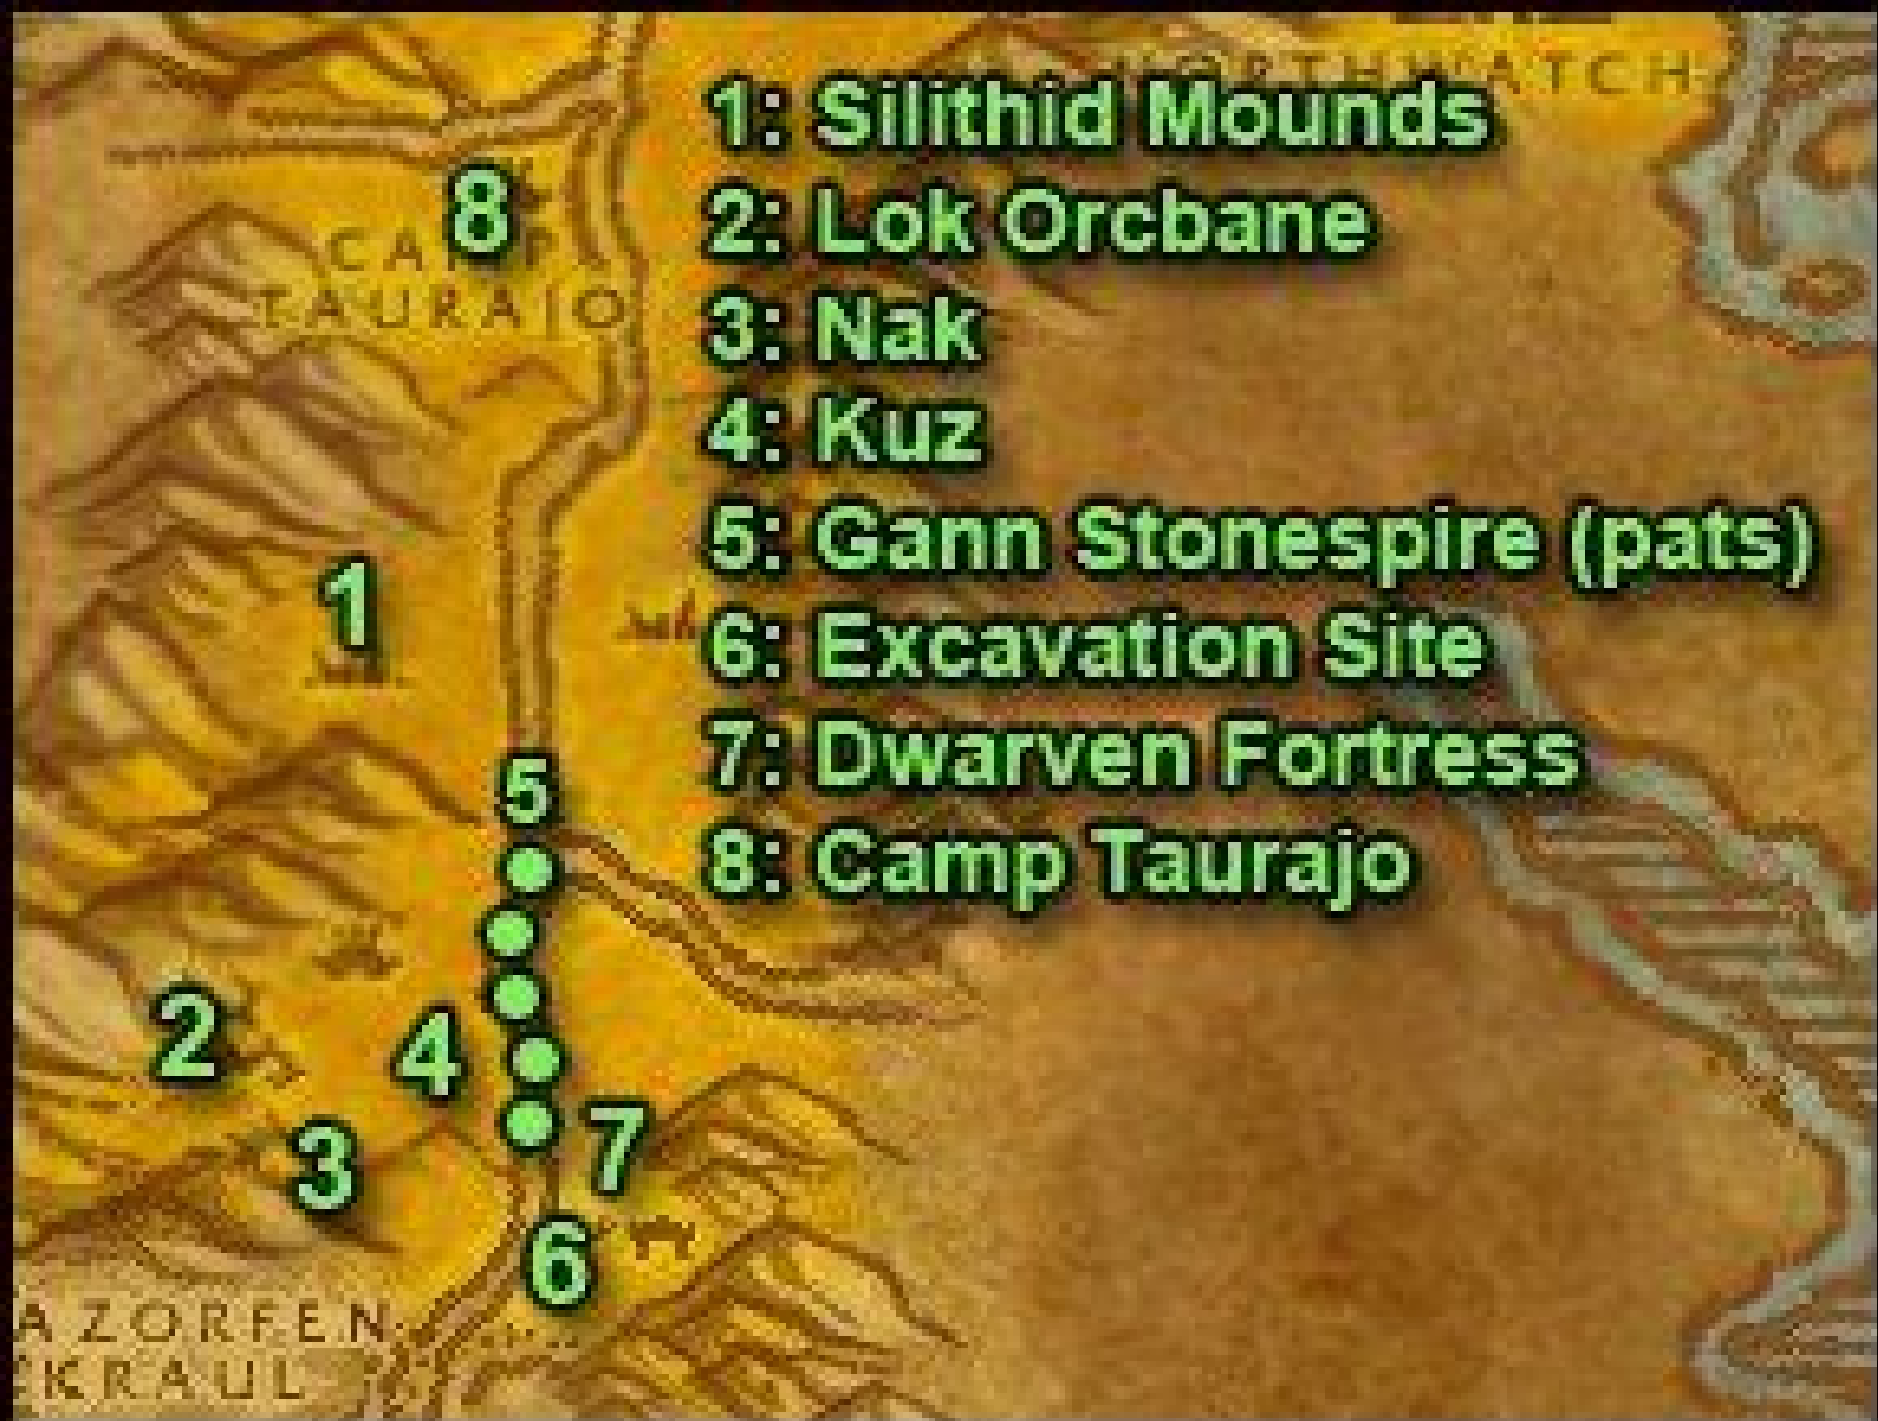 NORTHWATCH
1: Silithid Mounds
8
2: Lok Orcbane
TAURAJO
3: Nak
4: Kuz
5: Gann Stonespire (pats)
1
6: Excavation Site
7: Dwarven Fortress
5
8: Camp Taurajo
2
4
7
3
6
AZORFEN
KRAUL